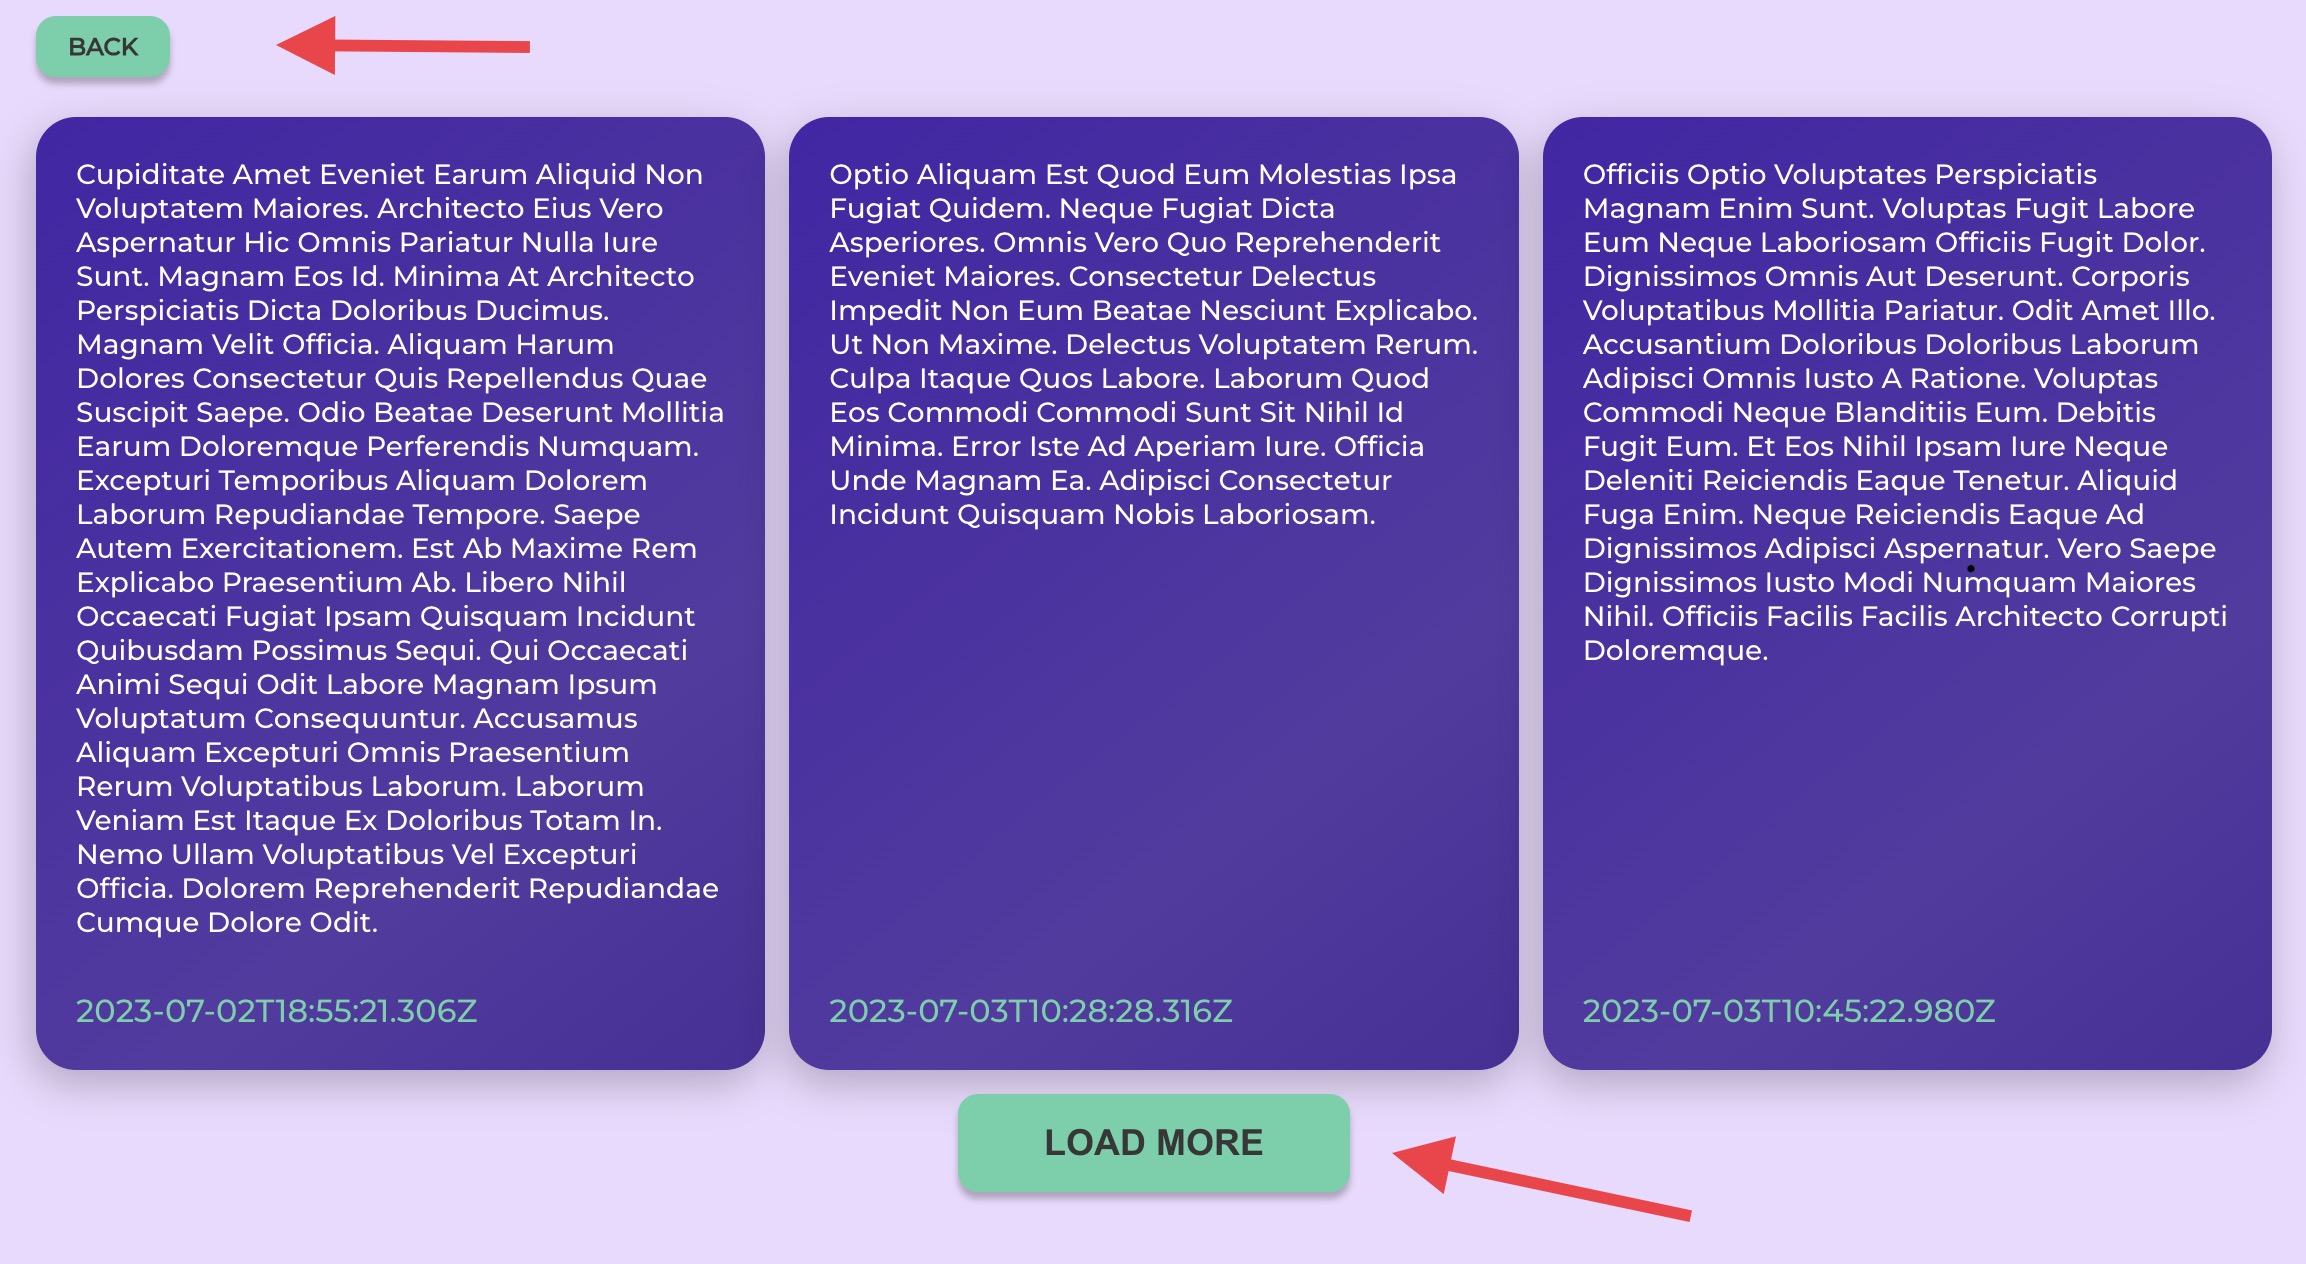 BACK
Cupiditate Amet Eveniet Earum Aliquid Non
Voluptatem Maiores. Architecto Eius Vero
Aspernatur Hic Omnis Pariatur Nulla Iure
Sunt. Magnam Eos Id. Minima At Architecto
Perspiciatis Dicta Doloribus Ducimus.
Magnam Velit Officia. Aliquam Harum
Dolores Consectetur Quis Repellendus Quae
Suscipit Saepe. Odio Beatae Deserunt Mollitia
Earum Doloremque Perferendis Numquam.
Excepturi Temporibus Aliquam Dolorem
Laborum Repudiandae Tempore. Saepe
Autem Exercitationem. Est Ab Maxime Rem
Explicabo Praesentium Ab. Libero Nihil
Occaecati Fugiat Ipsam Quisquam Incidunt
Quibusdam Possimus Sequi. Qui Occaecati
Animi Sequi Odit Labore Magnam Ipsum
Voluptatum Consequuntur. Accusamus
Aliquam Excepturi Omnis Praesentium
Rerum Voluptatibus Laborum. Laborum
Veniam Est Itaque Ex Doloribus Totam In.
Nemo Ullam Voluptatibus Vel Excepturi
Officia. Dolorem Reprehenderit Repudiandae
Cumque Dolore Odit.
2023-07-02T18:55:21.306Z
Optio Aliquam Est Quod Eum Molestias Ipsa
Fugiat Quidem. Neque Fugiat Dicta
Asperiores. Omnis Vero Quo Reprehenderit
Eveniet Maiores. Consectetur Delectus
Impedit Non Eum Beatae Nesciunt Explicabo.
Ut Non Maxime. Delectus Voluptatem Rerum.
Culpa Itaque Quos Labore. Laborum Quod
Eos Commodi Commodi Sunt Sit Nihil Id
Minima. Error Iste Ad Aperiam Iure. Officia
Unde Magnam Ea. Adipisci Consectetur
Incidunt Quisquam Nobis Laboriosam.
2023-07-03T10:28:28.316Z
Officiis Optio Voluptates Perspiciatis
Magnam Enim Sunt. Voluptas Fugit Labore
Eum Neque Laboriosam Officiis Fugit Dolor.
Dignissimos Omnis Aut Deserunt. Corporis
Voluptatibus Mollitia Pariatur. Odit Amet Illo.
Accusantium Doloribus Doloribus Laborum
Adipisci Omnis Iusto A Ratione. Voluptas
Commodi Neque Blanditiis Eum. Debitis
Fugit Eum. Et Eos Nihil Ipsam Iure Neque
Deleniti Reiciendis Eaque Tenetur. Aliquid
Fuga Enim. Neque Reiciendis Eaque Ad
Dignissimos Adipisci Aspernatur. Vero Saepe
Dignissimos Iusto Modi Numquam Maiores
Nihil. Officiis Facilis Facilis Architecto Corrupti
Doloremque.
2023-07-03T10:45:22.980Z
LOAD MORE